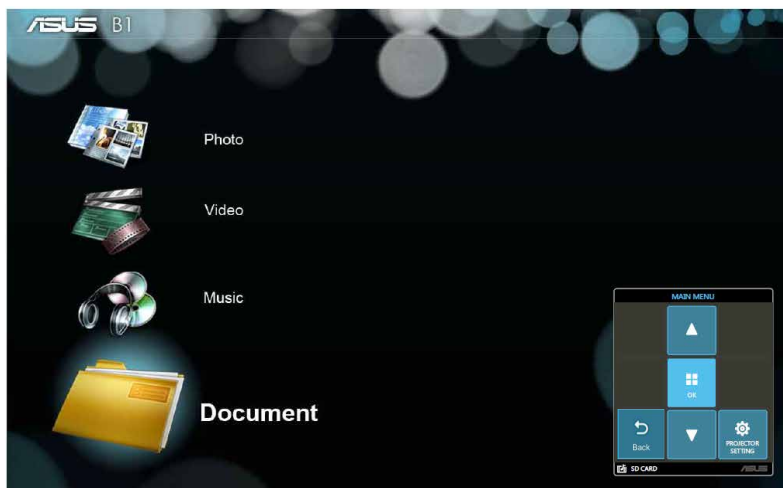 ASUS B1
Photo
Video
Music
Document
MAIN MENU
OK
Back
PROJECTOR
SETTING
SD CARD
ASUS